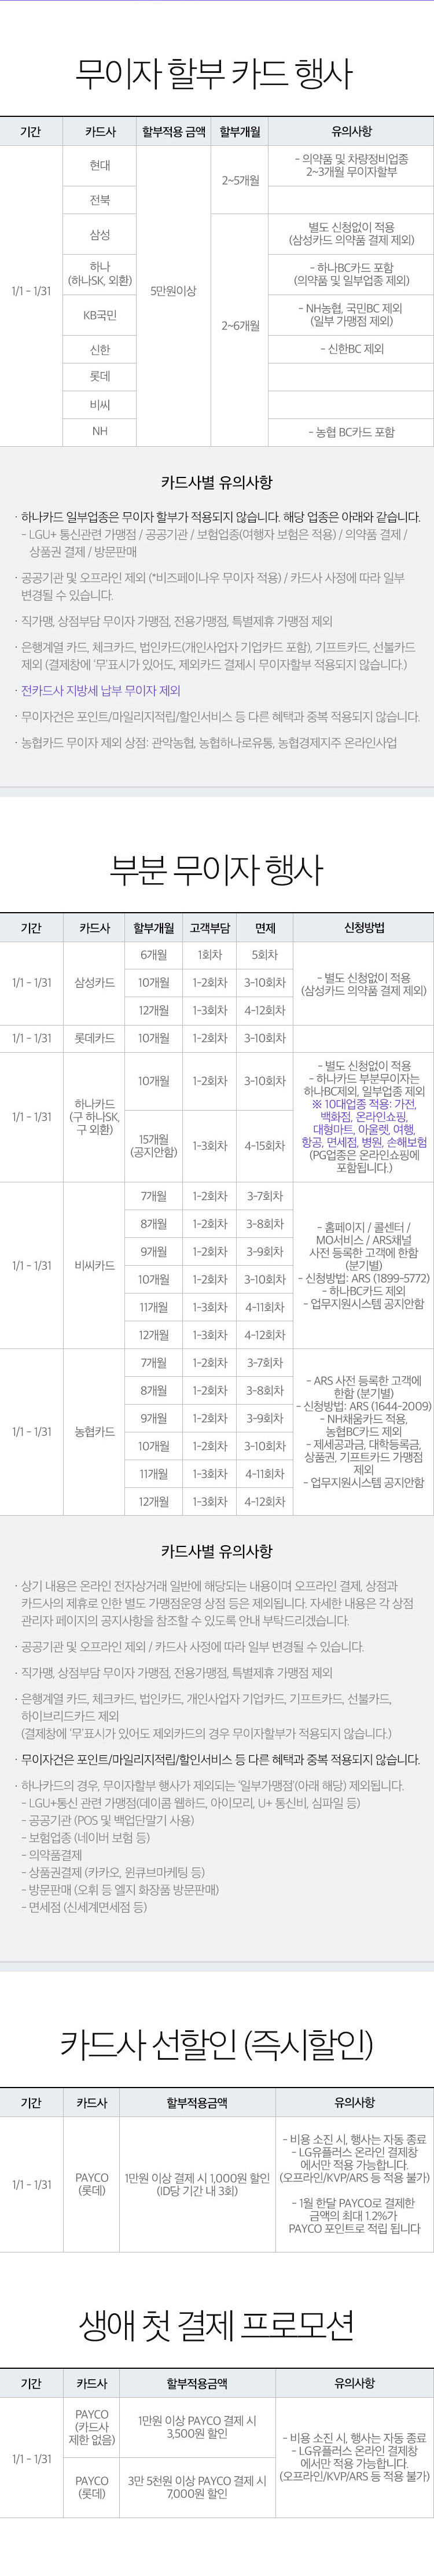 무이자 할부 카드 행사
기간 카드사 할부적용 금액 할부개월 유의사항
1/1 - 1/31
현대
전북
삼성
하나
(하나SK, 외환)
KB국민
신한
롯데
비씨
NH
5만원이상
2~5개월
2~6개월
- 의약품 및 차량정비업종
2~3개월 무이자할부
별도 신청없이 적용
(삼성카드 의약품 결제 제외)
- 하나BC카드 포함
(의약품 및 일부업종 제외)
- NH농협, 국민BC 제외
(일부 가맹점 제외)
- 신한BC 제외
- 농협 BC카드 포함
카드사별 유의사항
· 하나카드 일부업종은 무이자 할부가 적용되지 않습니다. 해당 업종은 아래와 같습니다.
- LGU+ 통신관련 가맹점 / 공공기관 / 보험업종(여행자 보험은 적용) / 의약품 결제 /
상품권 결제 / 방문판매
· 공공기관 및 오프라인 제외 (*비즈페이나우 무이자 적용) / 카드사 사정에 따라 일부
변경될 수 있습니다.
· 직가맹, 상점부담 무이자 가맹점, 전용가맹점, 특별제휴 가맹점 제외
· 은행계열 카드, 체크카드, 법인카드(개인사업자 기업카드 포함), 기프트카드, 선불카드
제외 (결제창에 '무'표시가 있어도, 제외카드 결제시 무이자할부 적용되지 않습니다.)
· 전카드사 지방세 납부 무이자 제외
· 무이자건은 포인트/마일리지적립/할인서비스 등 다른 혜택과 중복 적용되지 않습니다.
· 농협카드 무이자 제외 상점: 관악농협, 농협하나로유통, 농협경제지주 온라인사업
부분 무이자 행사
기간 카드사 할부개월 고객부담 면제 신청방법
1/1 - 1/31 삼성카드
6개월 1회차 5회차
10개월 1-2회차 3-10회차
12개월 1-3회차 4-12회차
- 별도 신청없이 적용
(삼성카드 의약품 결제 제외)
1/1 - 1/31 롯데카드 10개월 1-2회차 3-10회차
1/1 - 1/31
하나카드
(구 하나SK,
구 외환)
10개월 1-2회차 3-10회차
15개월
(공지안함)
1-3회차 4-15회차
- 별도 신청없이 적용
- 하나카드 부분무이자는
하나BC제외, 일부업종 제외
※ 10대업종 적용: 가전,
백화점, 온라인쇼핑,
대형마트, 아울렛, 여행,
항공, 면세점, 병원, 손해보험
(PG업종은 온라인쇼핑에
포함됩니다.)
1/1 - 1/31 비씨카드
7개월 1-2회차 3-7회차
8개월 1-2회차 3-8회차
9개월 1-2회차 3-9회차
10개월 1-2회차 3-10회차
11개월 1-3회차 4-11회차
12개월 1-3회차 4-12회차
- 홈페이지 / 콜센터 /
MO서비스 / ARS채널
사전 등록한 고객에 한함
(분기별)
- 신청방법: ARS (1899-5772)
- 하나BC카드 제외
- 업무지원시스템 공지안함
1/1 - 1/31 농협카드
7개월 1-2회차 3-7회차
8개월 1-2회차 3-8회차
9개월 1-2회차 3-9회차
10개월 1-2회차 3-10회차
11개월 1-3회차 4-11회차
12개월 1-3회차 4-12회차
- ARS 사전 등록한 고객에
한함 (분기별)
- 신청방법: ARS (1644-2009)
- NH채움카드 적용,
농협BC카드 제외
- 제세공과금, 대학등록금,
상품권, 기프트카드 가맹점
제외
- 업무지원시스템 공지안함
카드사별 유의사항
· 상기 내용은 온라인 전자상거래 일반에 해당되는 내용이며 오프라인 결제, 상점과
카드사의 제휴로 인한 별도 가맹점운영 상점 등은 제외됩니다. 자세한 내용은 각 상점
관리자 페이지의 공지사항을 참조할 수 있도록 안내 부탁드리겠습니다.
· 공공기관 및 오프라인 제외 / 카드사 사정에 따라 일부 변경될 수 있습니다.
· 직가맹, 상점부담 무이자 가맹점, 전용가맹점, 특별제휴 가맹점 제외
· 은행계열 카드, 체크카드, 법인카드, 개인사업자 기업카드, 기프트카드, 선불카드,
하이브리드카드 제외
(결제창에 '무'표시가 있어도 제외카드의 경우 무이자할부가 적용되지 않습니다.)
· 무이자건은 포인트/마일리지적립/할인서비스 등 다른 혜택과 중복 적용되지 않습니다.
· 하나카드의 경우, 무이자할부 행사가 제외되는 '일부가맹점'(아래 해당) 제외됩니다.
- LGU+통신 관련 가맹점(데이콤 웹하드, 아이모리, U+ 통신비, 심파일 등)
- 공공기관 (POS 및 백업단말기 사용)
- 보험업종 (네이버 보험 등)
- 의약품결제
- 상품권결제 (카카오, 윈큐브마케팅 등)
- 방문판매 (오휘 등 엘지 화장품 방문판매)
- 면세점 (신세계면세점 등)
카드사 선할인 (즉시할인)
기간 카드사 할부적용금액 유의사항
1/1 - 1/31
PAYCO
(롯데)
1만원 이상 결제 시 1,000원 할인
(ID당 기간 내 3회)
- 비용 소진 시, 행사는 자동 종료
- LG유플러스 온라인 결제창
에서만 적용 가능합니다.
(오프라인/KVP/ARS 등 적용 불가)
- 1월 한달 PAYCO로 결제한
금액의 최대 1.2%가
PAYCO 포인트로 적립 됩니다
생애 첫 결제 프로모션
기간 카드사 할부적용금액 유의사항
1/1 - 1/31
PAYCO
(카드사
제한 없음)
1만원 이상 PAYCO 결제 시
3,500원 할인
PAYCO
(롯데)
3만 5천원 이상 PAYCO 결제 시
7,000원 할인
- 비용 소진 시, 행사는 자동 종료
- LG유플러스 온라인 결제창
에서만 적용 가능합니다.
(오프라인/KVP/ARS 등 적용 불가)